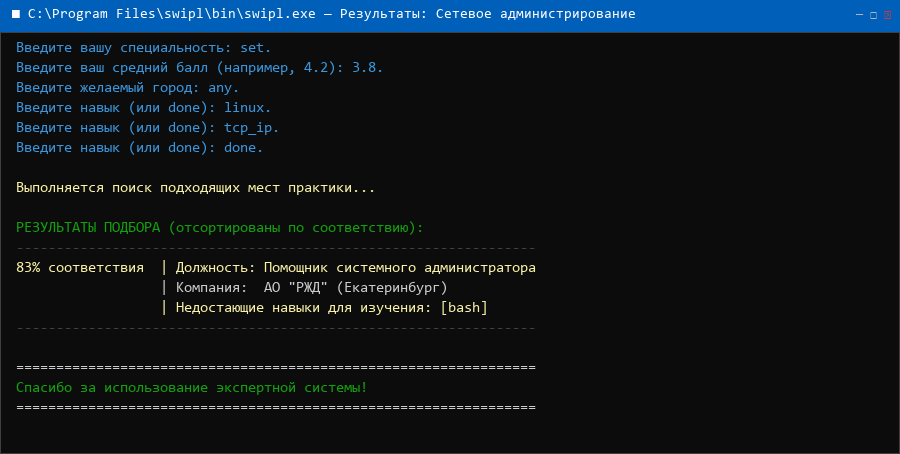 C:\Program Files\swipl\bin\swipl.exe — Результаты: Сетевое администрирование
Введите вашу специальность: set.
Введите ваш средний балл (например, 4.2): 3.8.
Введите желаемый город: any.
Введите навык (или done): linux.
Введите навык (или done): tcp_ip.
Введите навык (или done): done.
Выполняется поиск подходящих мест практики...
РЕЗУЛЬТАТЫ ПОДБОРА (отсортированы по соответствию):
-----------------------------------------------------------------
83% соответствия  | Должность: Помощник системного администратора
                  | Компания:  АО "РЖД" (Екатеринбург)
                  | Недостающие навыки для изучения: [bash]
-----------------------------------------------------------------
=================================================================
Спасибо за использование экспертной системы!
=================================================================